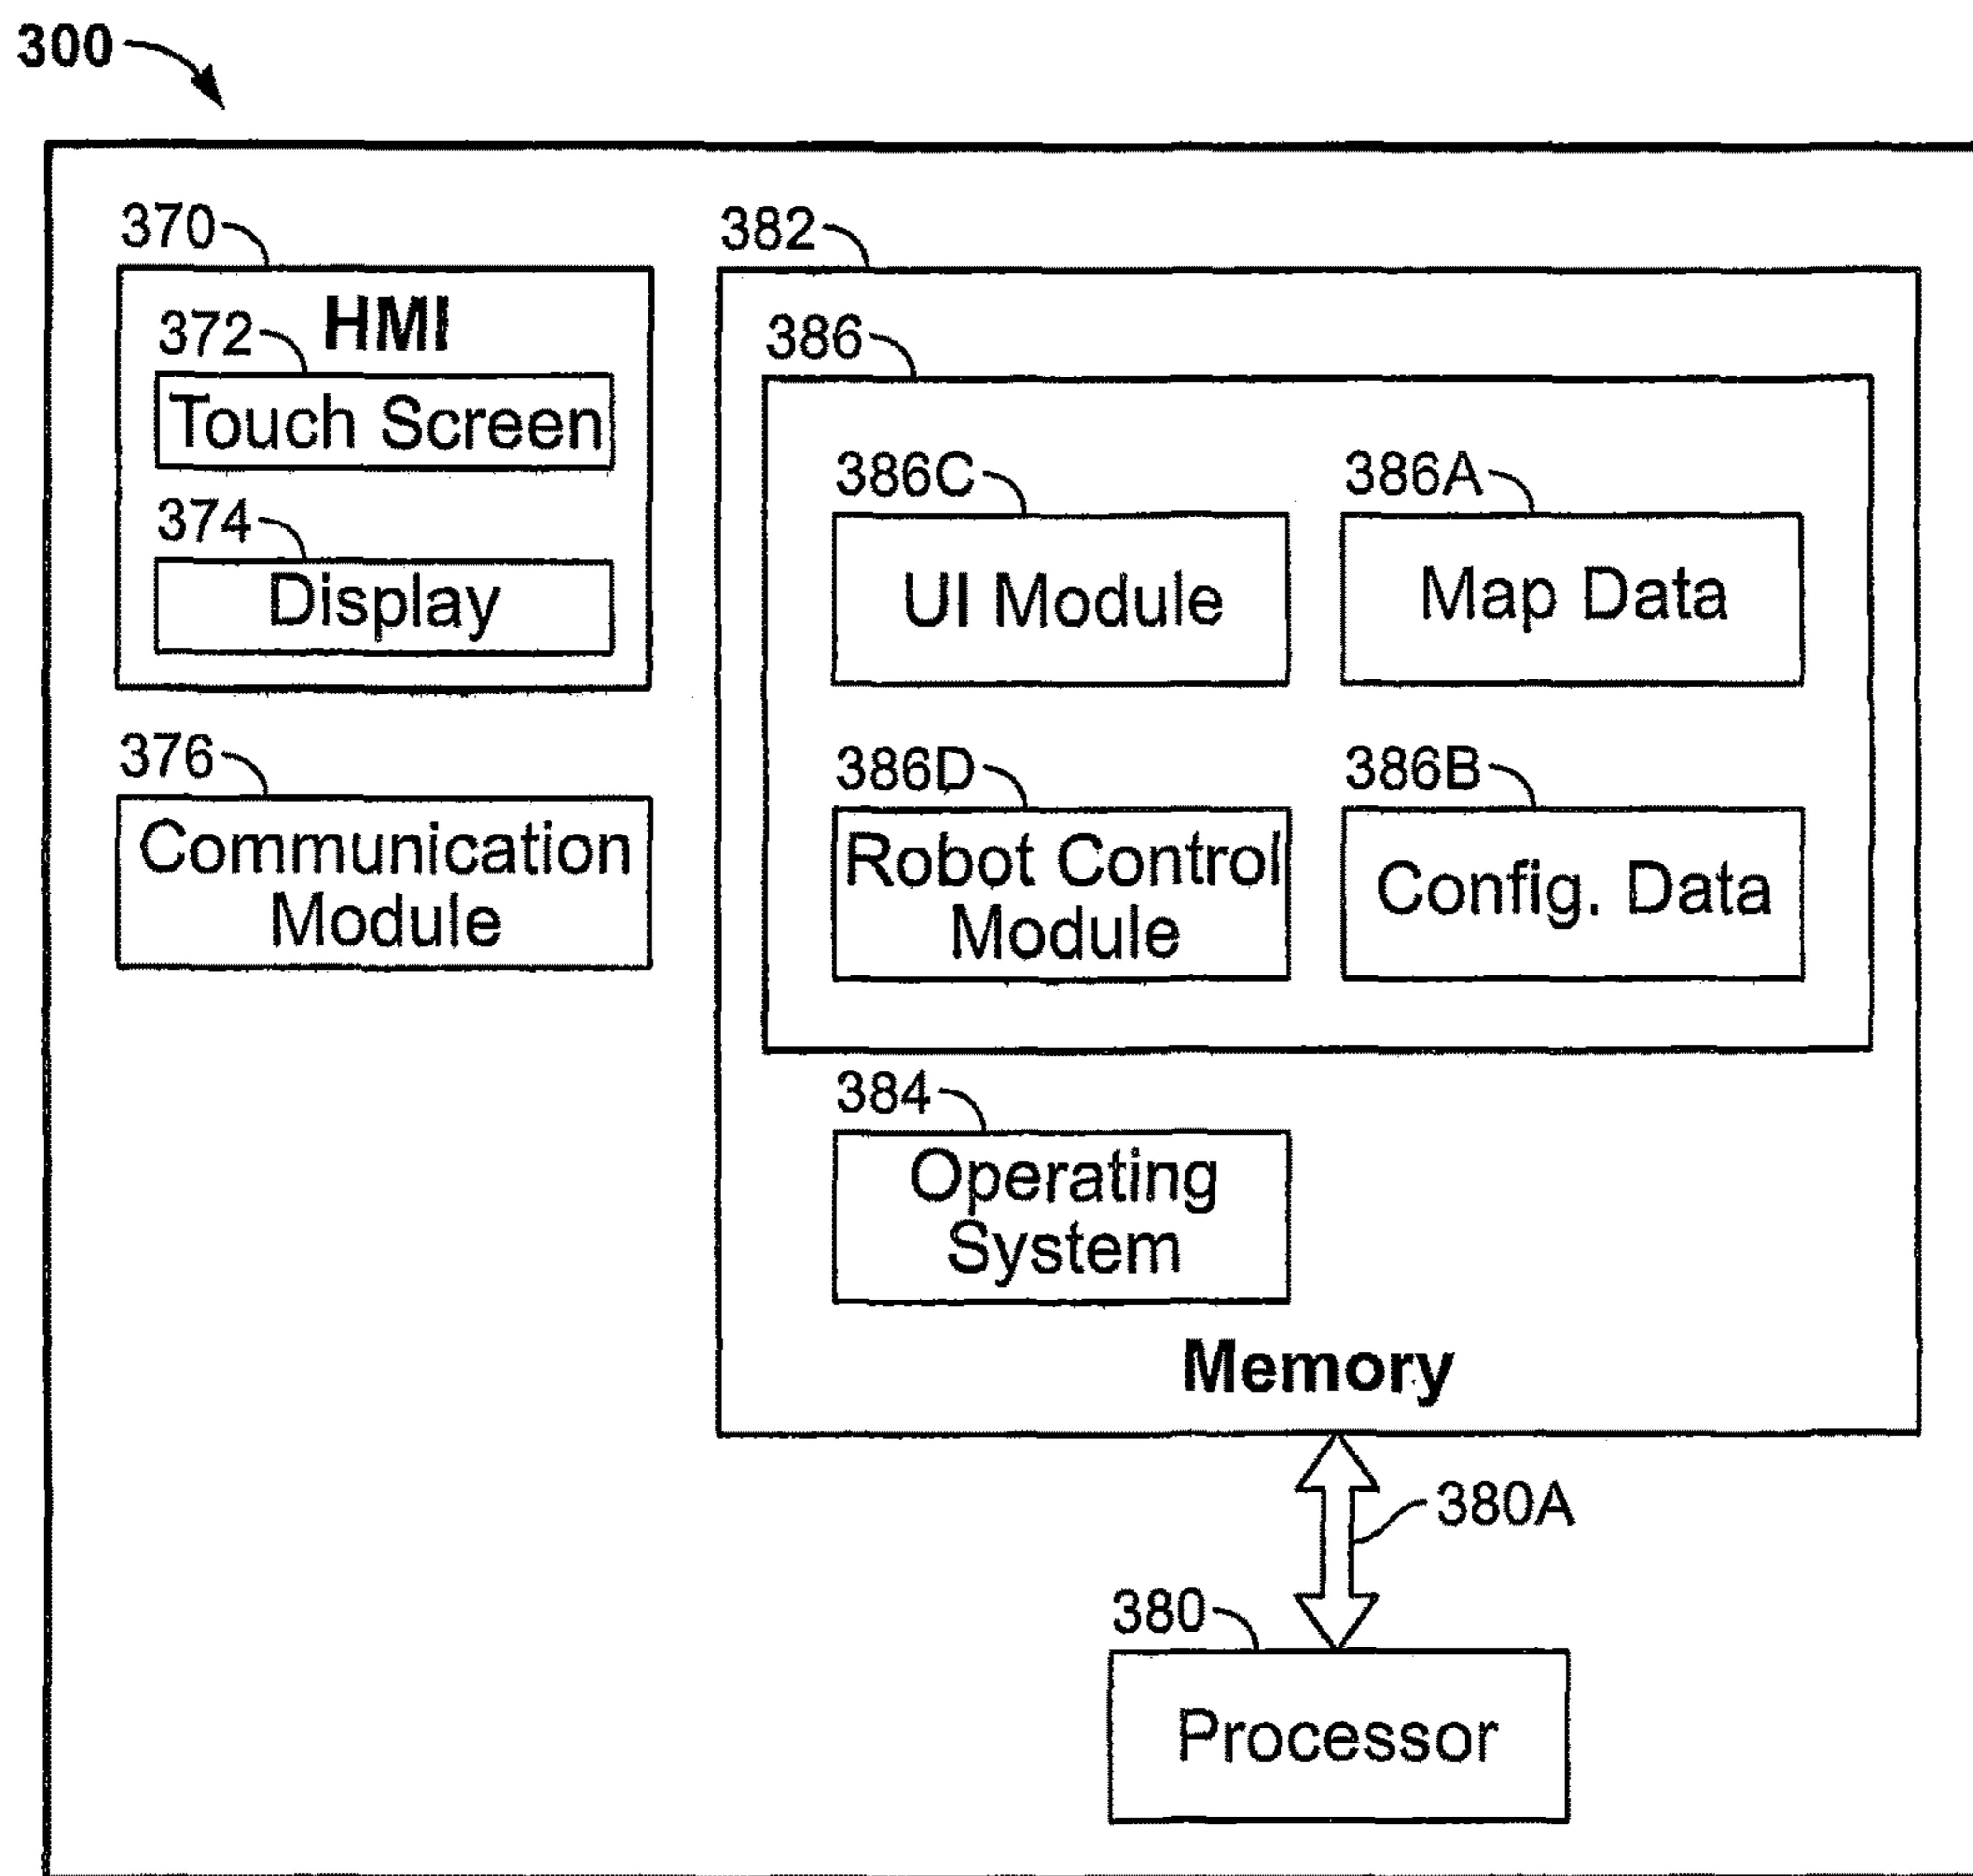 300
370
HMI
372
Touch Screen
374
Display
376
Communication
Module
382
386
386C
UI Module
386A
Map Data
386D
Robot Control
Module
386B
Config. Data
384
Operating
System
Memory
380A
380
Processor